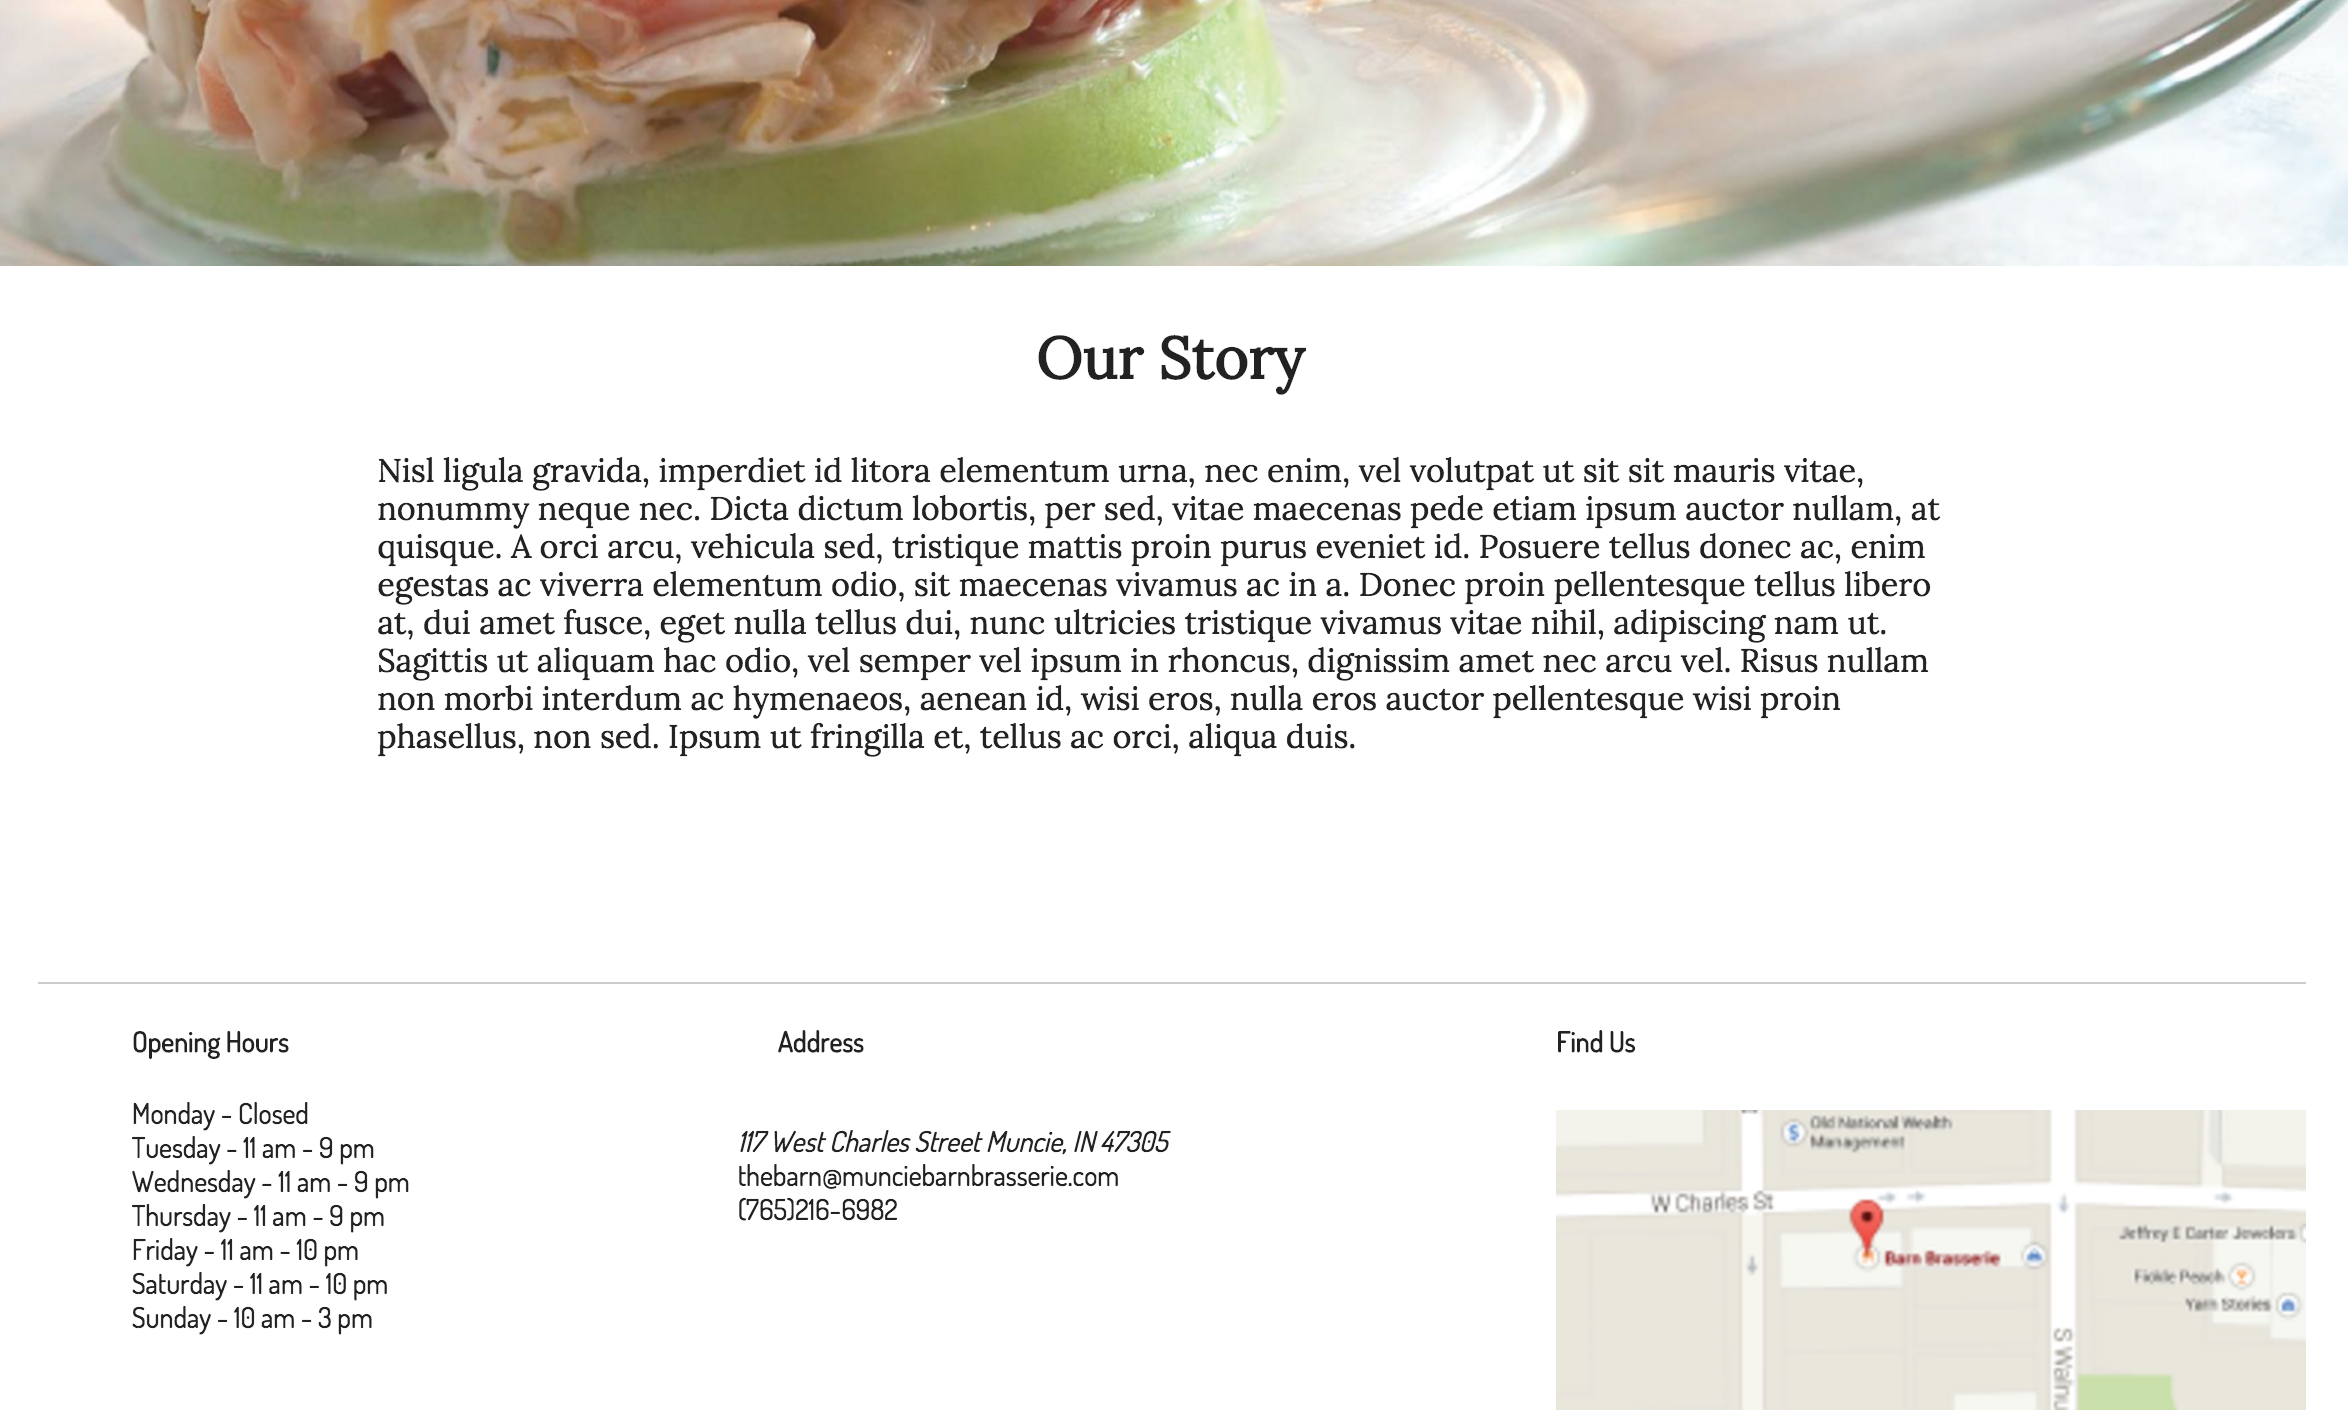 Our Story
Nisl ligula gravida, imperdiet id litora elementum urna, nec enim, vel volutpat ut sit sit mauris vitae,
nonummy neque nec. Dicta dictum lobortis, per sed, vitae maecenas pede etiam ipsum auctor nullam, at
quisque. A orci arcu, vehicula sed, tristique mattis proin purus eveniet id. Posuere tellus donec ac, enim
egestas ac viverra elementum odio, sit maecenas vivamus ac in a. Donec proin pellentesque tellus libero
at, dui amet fusce, eget nulla tellus dui, nunc ultricies tristique vivamus vitae nihil, adipiscing nam ut.
Sagittis ut aliquam hac odio, vel semper vel ipsum in rhoncus, dignissim amet nec arcu vel. Risus nullam
non morbi interdum ac hymenaeos, aenean id, wisi eros, nulla eros auctor pellentesque wisi proin
phasellus, non sed. Ipsum ut fringilla et, tellus ac orci, aliqua duis.
Opening Hours
Monday - Closed
Tuesday - 11 am - 9 pm
Wednesday - 11 am - 9 pm
Thursday - 11 am - 9 pm
Friday - 11 am - 10 pm
Saturday - 11 am - 10 pm
Sunday - 10 am - 3 pm
Address
117 West Charles Street Muncie, IN 47305
thebarn@munciebarnbrasserie.com
(765)216-6982
Find Us
Old National Wealth
Management
W Charles St
Barn Brasserie
Jeffrey E Carter Jewelers
Fickle Peach
Yarn Stories
S Walnu